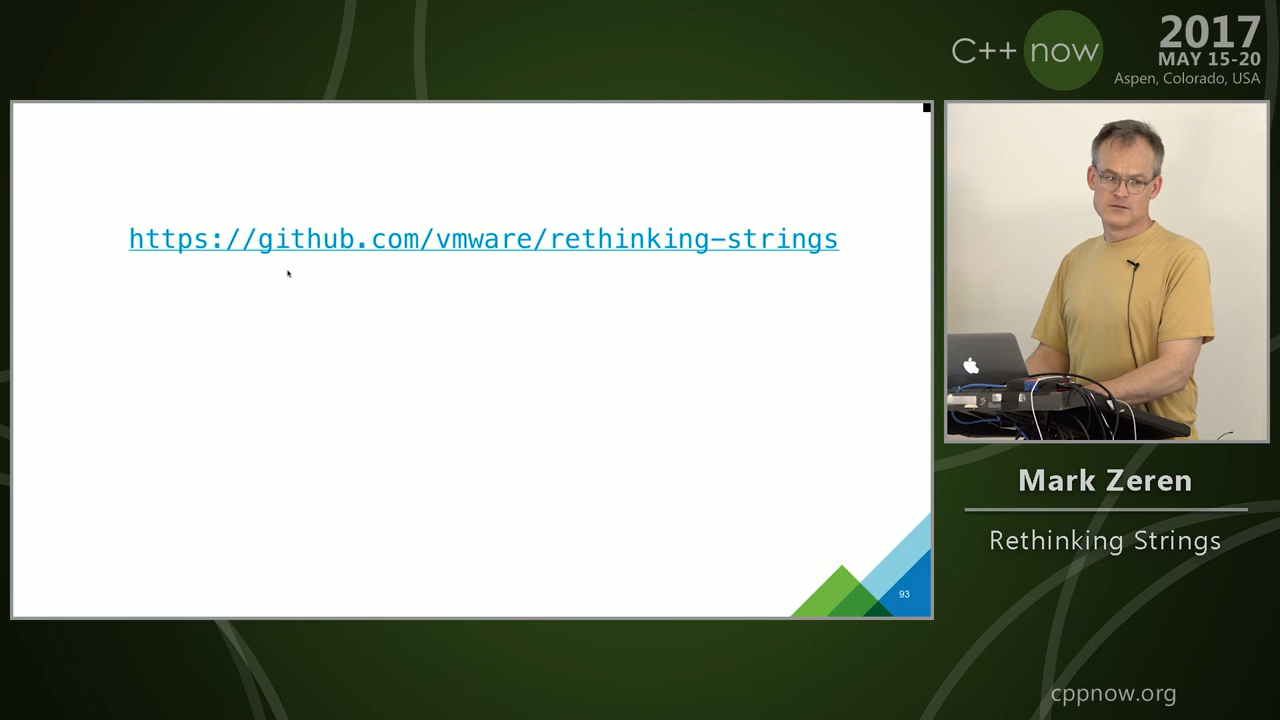 C++ now
2017
MAY 15-20
Aspen, Colorado, USA
https://github.com/vmware/rethinking-strings
93
Mark Zeren
Rethinking Strings
cppnow.org